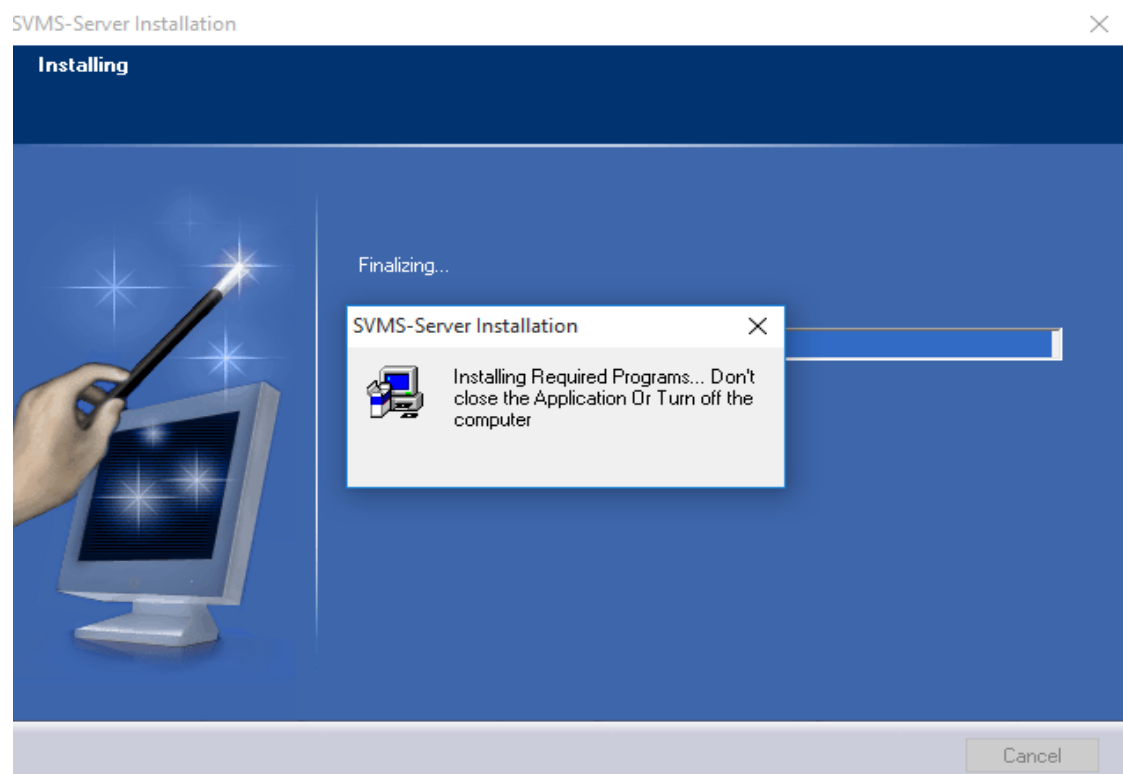 SVMS-Server Installation
Installing
Finalizing...
SVMS-Server Installation
Installing Required Programs... Don't
close the Application Or Turn off the
computer
Cancel